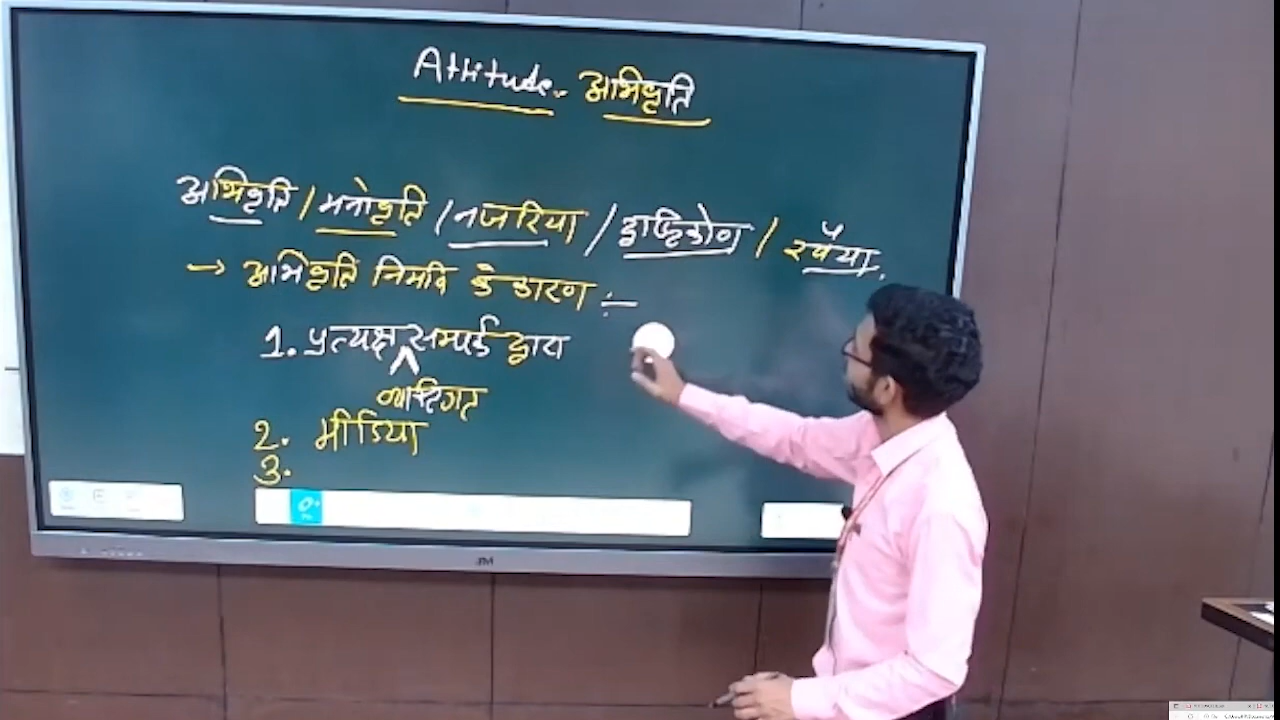 Attitude - अभिवृति
अभिवृति / मनोवृति / नजरिया / दृष्टिकोण / रवैया.
→ अभिवृति निर्माण के कारण :-
1. प्रत्यक्ष सम्पर्क द्वारा
व्यक्तिगत
2. मीडिया
3.